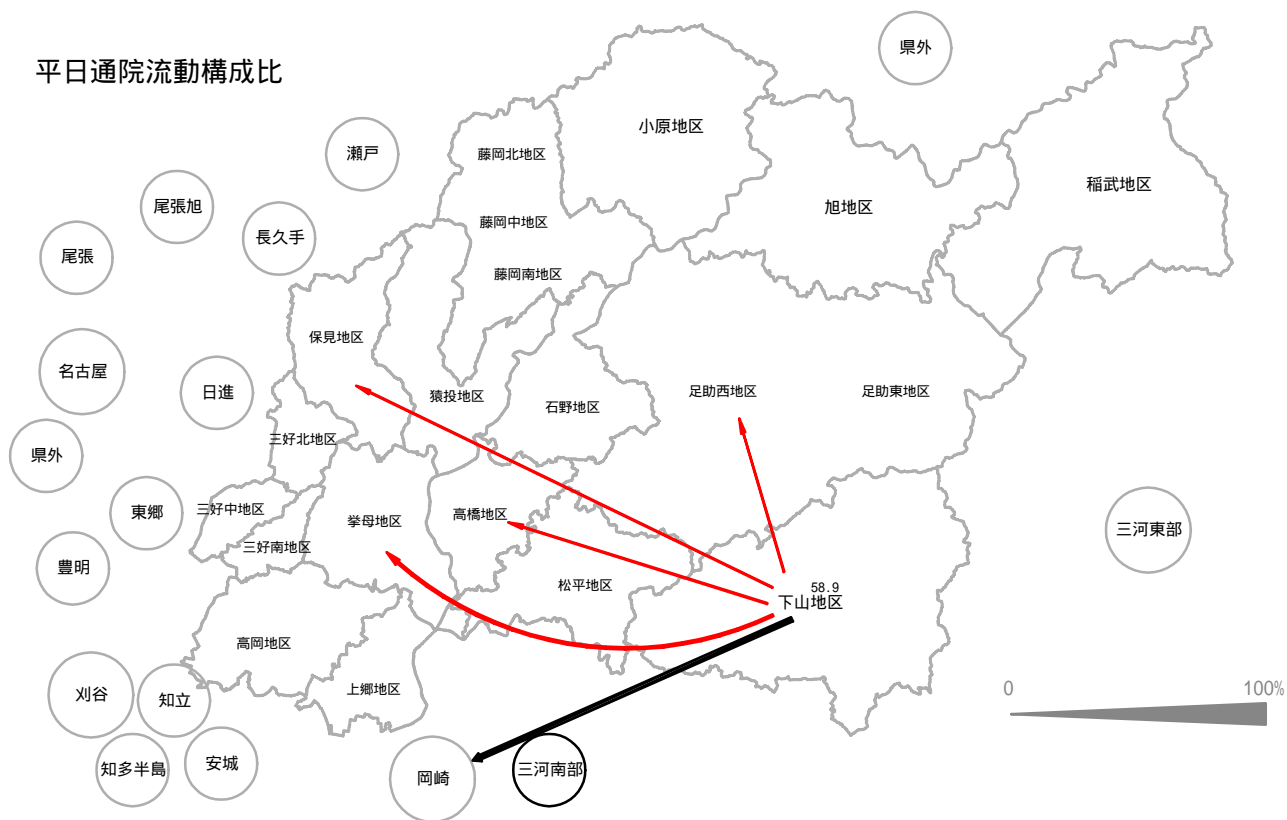 県外
平日通院流動構成比
小原地区
瀬戸
藤岡北地区
稲武地区
尾張旭
旭地区
藤岡中地区
長久手
尾張
藤岡南地区
保見地区
名古屋
日進
猿投地区
石野地区
足助西地区
足助東地区
三好北地区
県外
東郷
三好中地区
挙母地区
高橋地区
三河東部
三好南地区
豊明
松平地区
58.9
下山地区
高岡地区
上郷地区
刈谷
知立
0
100%
安城
知多半島
岡崎
三河南部